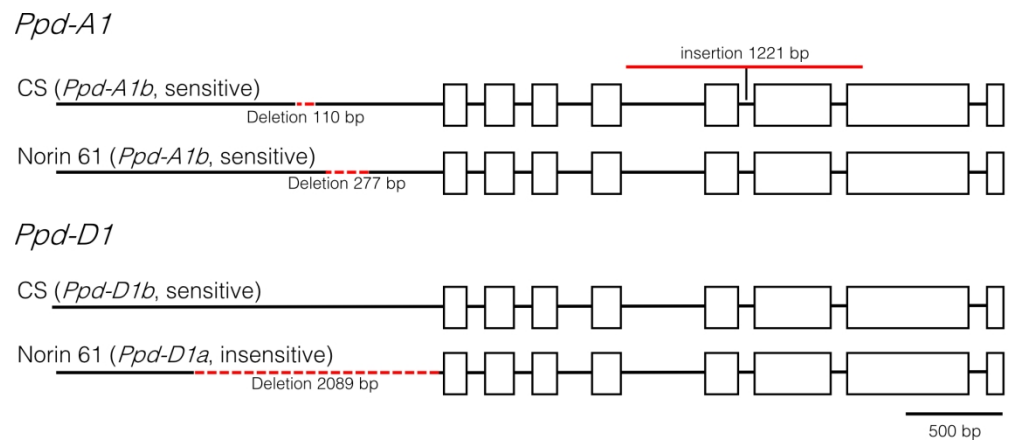 Ppd-A1
insertion 1221 bp
CS (Ppd-A1b, sensitive)
Deletion 110 bp
Norin 61 (Ppd-A1b, sensitive)
Deletion 277 bp
Ppd-D1
CS (Ppd-D1b, sensitive)
Norin 61 (Ppd-D1a, insensitive)
Deletion 2089 bp
500 bp